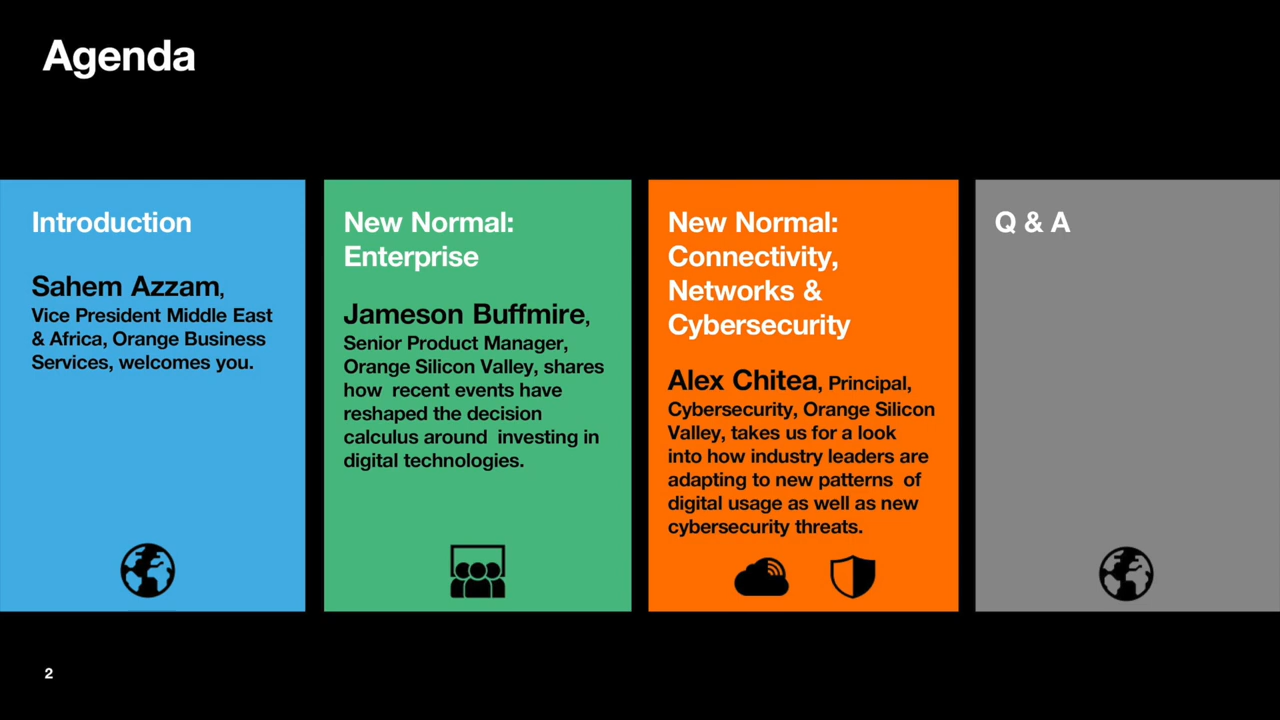 Agenda
Introduction
Sahem Azzam,
Vice President Middle East
& Africa, Orange Business
Services, welcomes you.
New Normal:
Enterprise
Jameson Buffmire,
Senior Product Manager,
Orange Silicon Valley, shares
how recent events have
reshaped the decision
calculus around investing in
digital technologies.
New Normal:
Connectivity,
Networks &
Cybersecurity
Alex Chitea, Principal,
Cybersecurity, Orange Silicon
Valley, takes us for a look
into how industry leaders are
adapting to new patterns of
digital usage as well as new
cybersecurity threats.
Q & A
2